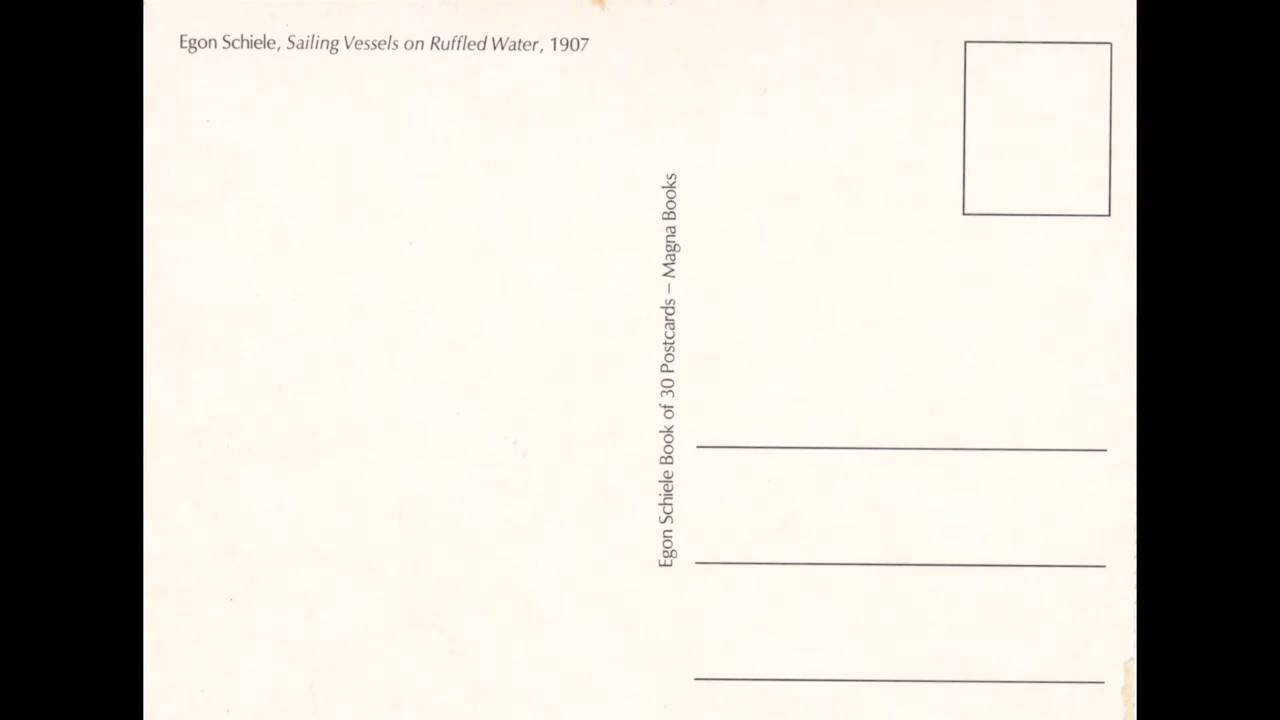 Egon Schiele, Sailing Vessels on Ruffled Water, 1907
Egon Schiele Book of 30 Postcards – Magna Books